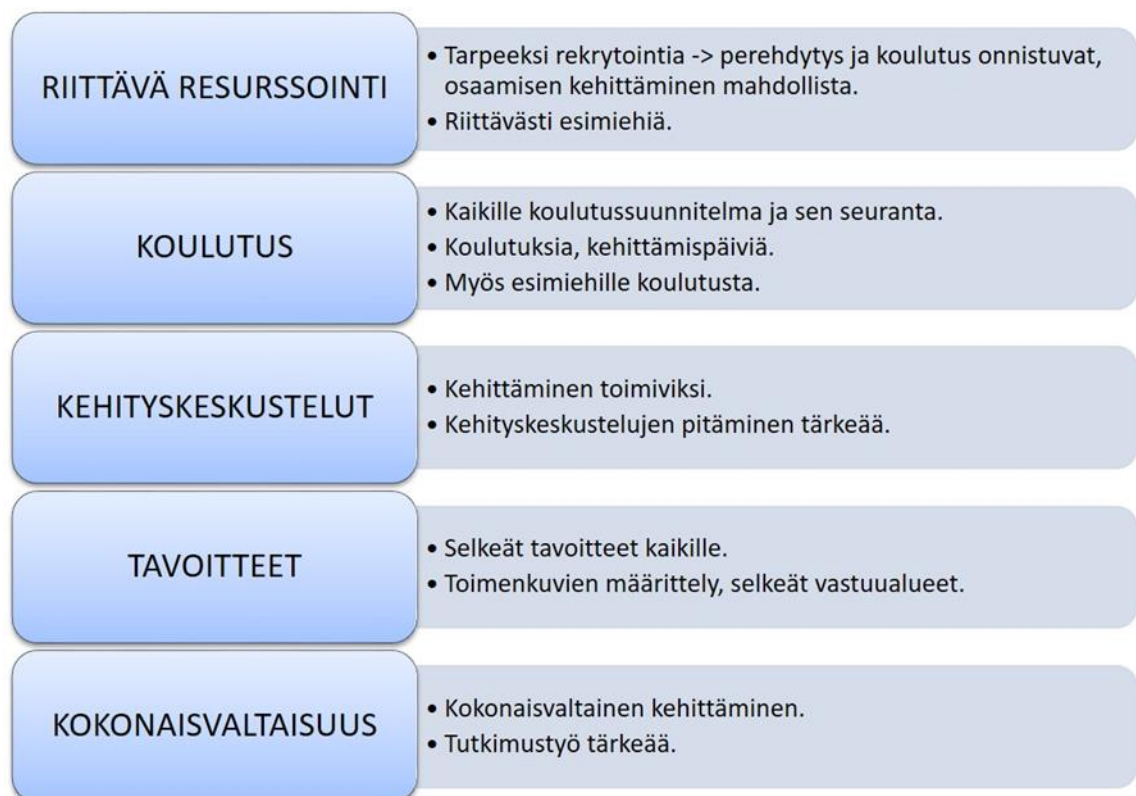 RIITTÄVÄ RESURSSOINTI
• Tarpeeksi rekrytointia -> perehdytys ja koulutus onnistuvat,
osaamisen kehittäminen mahdollista.
• Riittävästi esimiehiä.
KOULUTUS
• Kaikille koulutussuunnitelma ja sen seuranta.
• Koulutuksia, kehittämispäiviä.
• Myös esimiehille koulutusta.
KEHITYSKESKUSTELUT
• Kehittäminen toimiviksi.
• Kehityskeskustelujen pitäminen tärkeää.
TAVOITTEET
• Selkeät tavoitteet kaikille.
• Toimenkuvien määrittely, selkeät vastuualueet.
KOKONAISVALTAISUUS
• Kokonaisvaltainen kehittäminen.
• Tutkimustyö tärkeää.